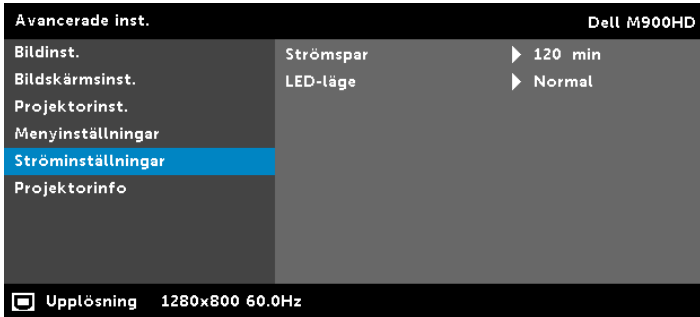 Avancerade inst. Dell M900HD
Bildinst. Strömspar 120 min
Bildskärmsinst. LED-läge Normal
Projektorinst.
Menyinställningar
Ströminställningar
Projektorinfo
Upplösning 1280x800 60.0Hz